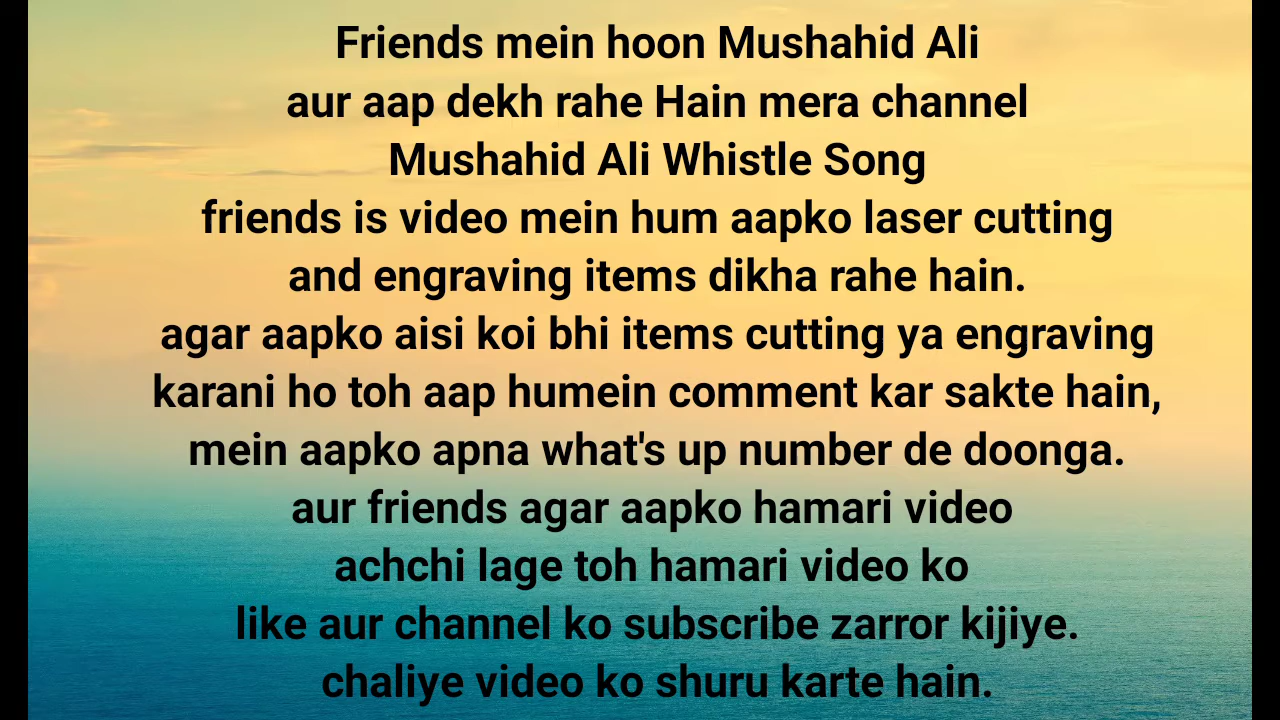 Friends mein hoon Mushahid Ali
aur aap dekh rahe Hain mera channel
Mushahid Ali Whistle Song
friends is video mein hum aapko laser cutting
and engraving items dikha rahe hain.
agar aapko aisi koi bhi items cutting ya engraving
karani ho toh aap humein comment kar sakte hain,
mein aapko apna what's up number de doonga.
aur friends agar aapko hamari video
achchi lage toh hamari video ko
like aur channel ko subscribe zarror kijiye.
chaliye video ko shuru karte hain.